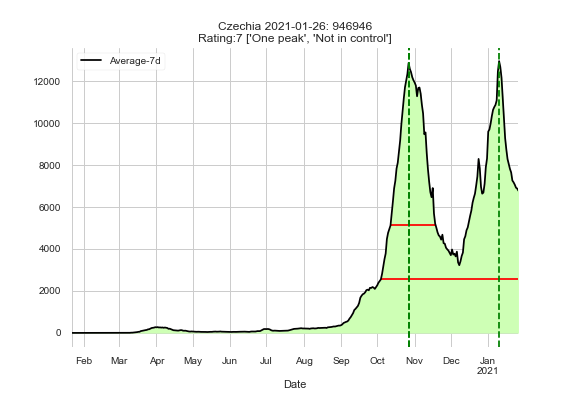 Czechia 2021-01-26: 946946
Rating:7 ['One peak', 'Not in control']
Average-7d
12000
10000
8000
6000
4000
2000
0
Feb Mar Apr May Jun Jul Aug Sep Oct Nov Dec Jan
2021
Date